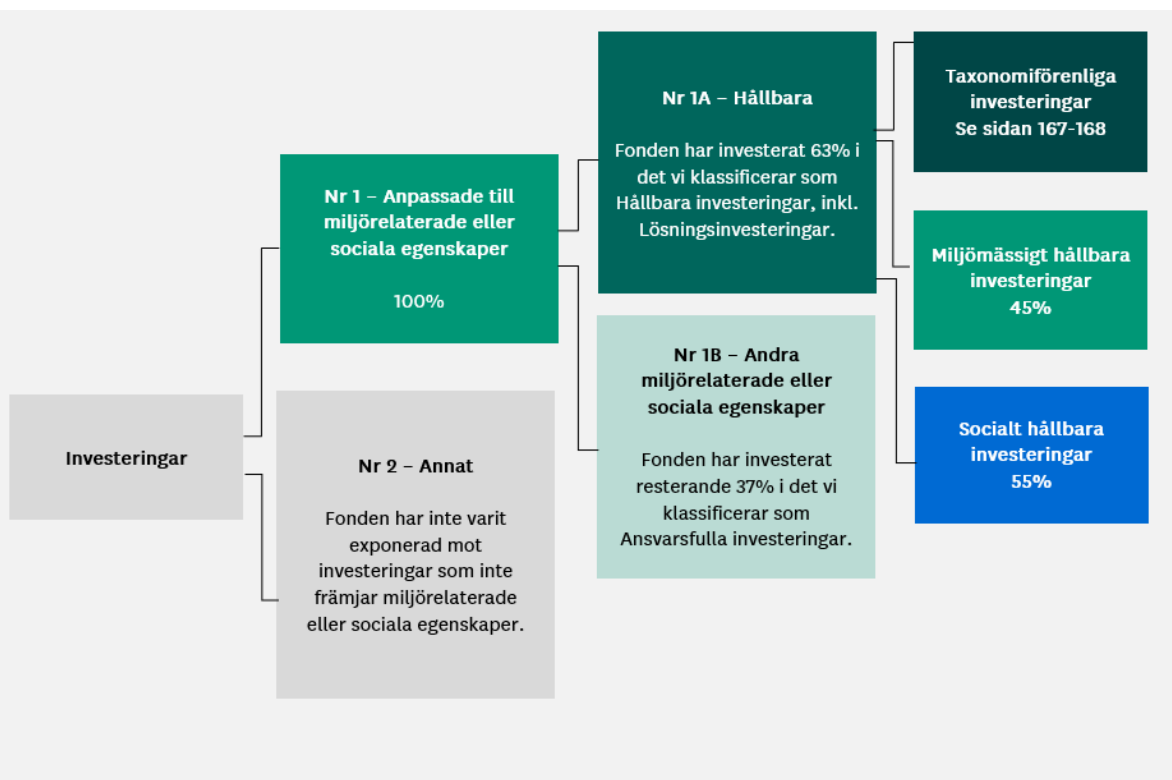 Investeringar
Nr 1 – Anpassade till
miljörelaterade eller
sociala egenskaper
100%
Nr 2 – Annat
Fonden har inte varit
exponerad mot
investeringar som inte
främjar miljörelaterade
eller sociala egenskaper.
Nr 1A – Hållbara
Fonden har investerat 63% i
det vi klassificerar som
Hållbara investeringar, inkl.
Lösningsinvesteringar.
Nr 1B – Andra
miljörelaterade eller
sociala egenskaper
Fonden har investerat
resterande 37% i det vi
klassificerar som
Ansvarsfulla investeringar.
Taxonomiförenliga
investeringar
Se sidan 167-168
Miljömässigt hållbara
investeringar
45%
Socialt hållbara
investeringar
55%